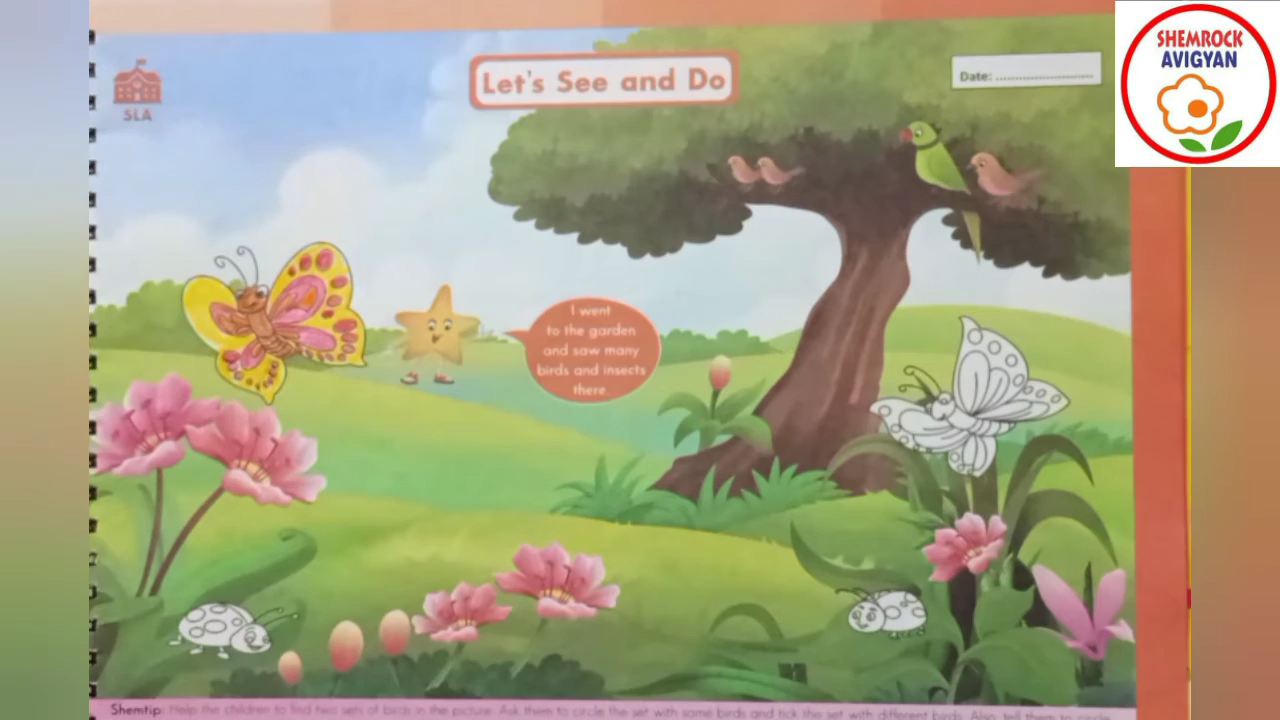 SHEMROCK
AVIGYAN
SLA
Let's See and Do
Date: ............................
I went
to the garden
and saw many
birds and insects
there.
Shemtip: Help the children to find two sets of birds in the picture. Ask them to circle the set with same birds and tick the set with different birds. Also, tell them to